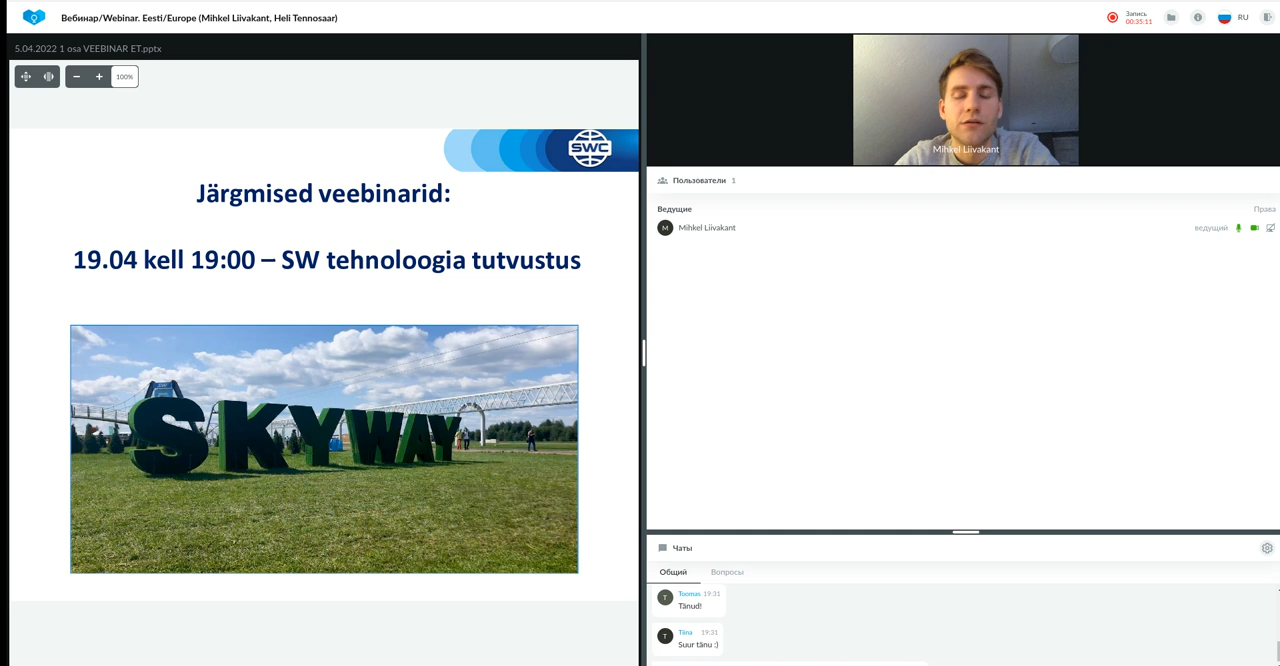 Вебинар/Webinar. Eesti/Europe (Mihkel Liivakant, Heli Tennosaar)
Запись
00:35:11
RU
5.04.2022 1 osa VEEBINAR ET.pptx
100%
SWC
Järgmised veebinarid:
19.04 kell 19:00 – SW tehnoloogia tutvustus
SKYWAY
Mihkel Liivakant
Пользователи 1
Ведущие
Права
M
Mihkel Liivakant
ведущий
Чаты
Общий
Вопросы
T
Toomas 19:31
Tänud!
T
Tiina 19:31
Suur tänu :)